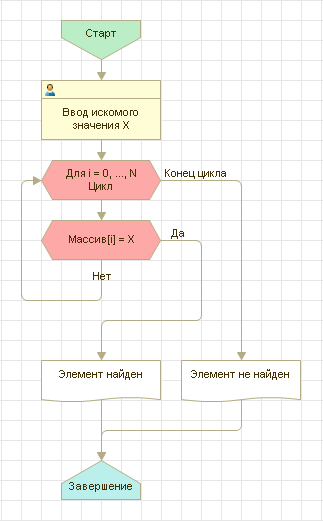 Старт
Ввод искомого
значения X
Для i = 0, ..., N
Цикл
Конец цикла
Массив[i] = X
Да
Нет
Элемент найден
Элемент не найден
Завершение